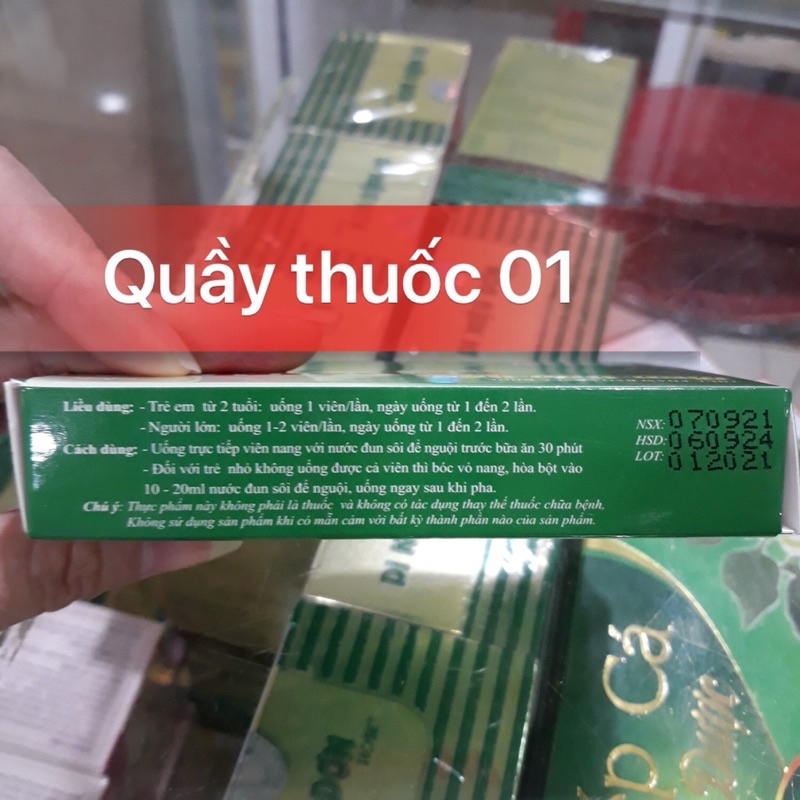 Quầy thuốc 01
Liều dùng: - Trẻ em từ 2 tuổi: uống 1 viên/lần, ngày uống từ 1 đến 2 lần.
- Người lớn: uống 1-2 viên/lần, ngày uống từ 1 đến 2 lần.
Cách dùng: - Uống trực tiếp viên nang với nước đun sôi để nguội trước bữa ăn 30 phút
- Đối với trẻ nhỏ không uống được cả viên thì bóc vỏ nang, hòa bột vào
10 - 20ml nước đun sôi để nguội, uống ngay sau khi pha.
Chú ý: Thực phẩm này không phải là thuốc và không có tác dụng thay thế thuốc chữa bệnh,
Không sử dụng sản phẩm khi có mẫn cảm với bất kỳ thành phần nào của sản phẩm.
NSX: 070921
HSD: 060924
LOT: 012021
p Cá
Dược